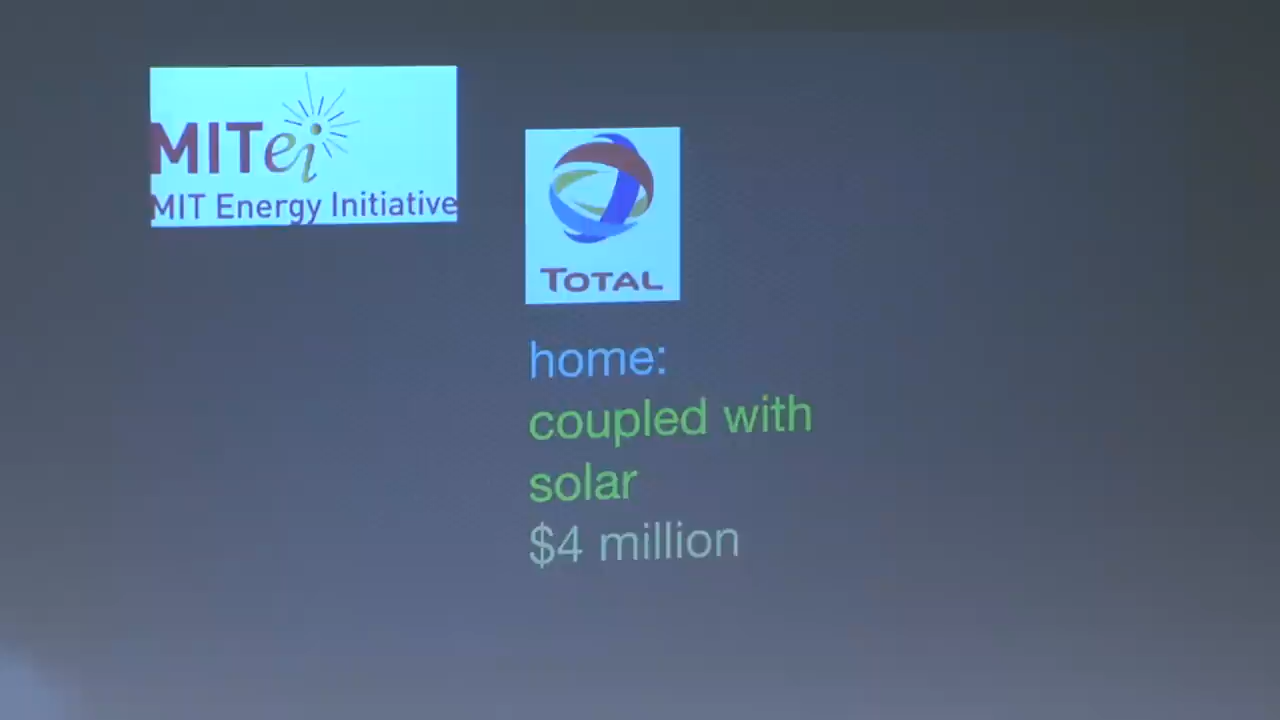 MITei
MIT Energy Initiative
TOTAL
home:
coupled with
solar
$4 million